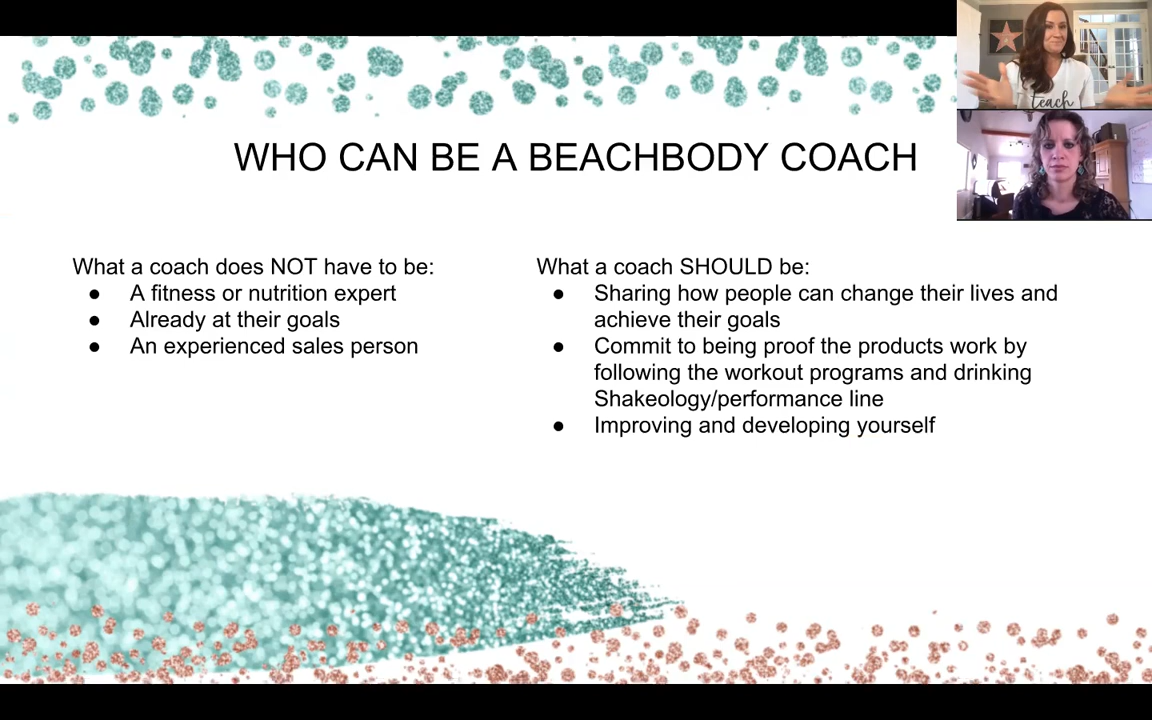 teach
WHO CAN BE A BEACHBODY COACH
What a coach does NOT have to be:
● A fitness or nutrition expert
● Already at their goals
● An experienced sales person
What a coach SHOULD be:
● Sharing how people can change their lives and
achieve their goals
● Commit to being proof the products work by
following the workout programs and drinking
Shakeology/performance line
● Improving and developing yourself